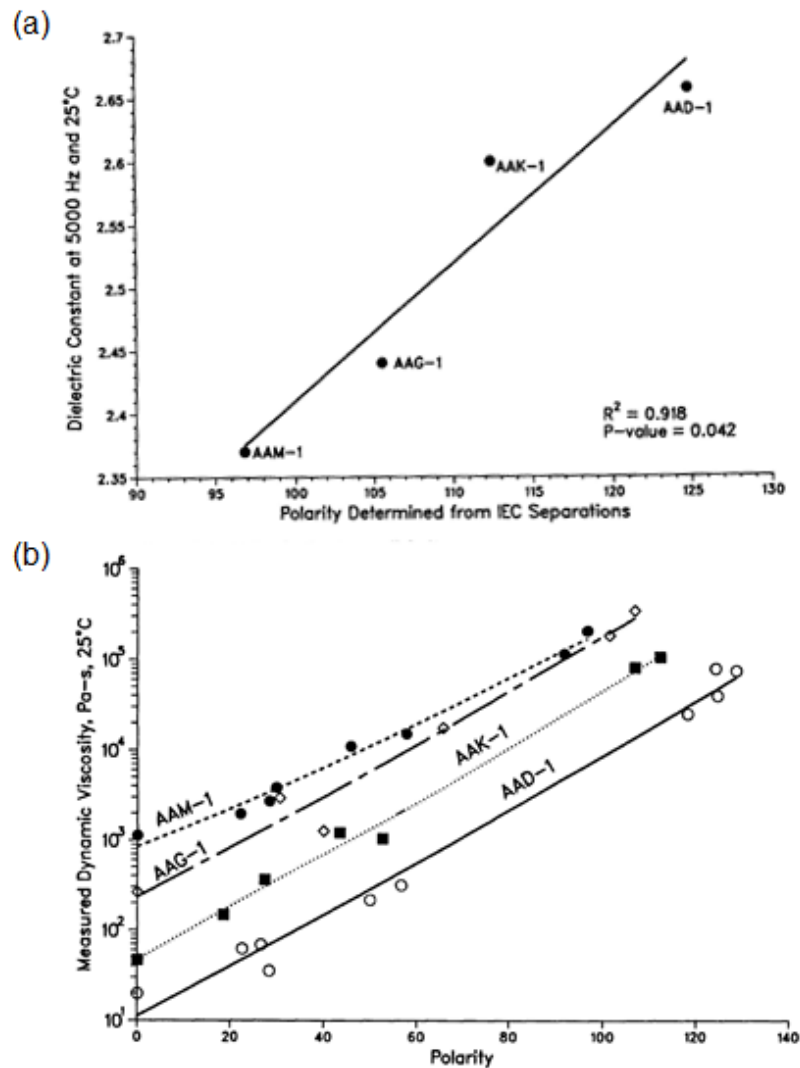 (a)
2.7
2.65
2.6
2.55
2.5
2.45
2.4
2.35
Dielectric Constant at 5000 Hz and 25°C
AAD-1
AAK-1
AAG-1
AAM-1
R² = 0.918
P-value = 0.042
90 95 100 105 110 115 120 125 130
Polarity Determined from IEC Separations
(b)
10⁶
10⁵
10⁴
10³
10²
10¹
Measured Dynamic Viscosity, Pa-s, 25°C
AAM-1
AAG-1
AAK-1
AAD-1
0 20 40 60 80 100 120 140
Polarity